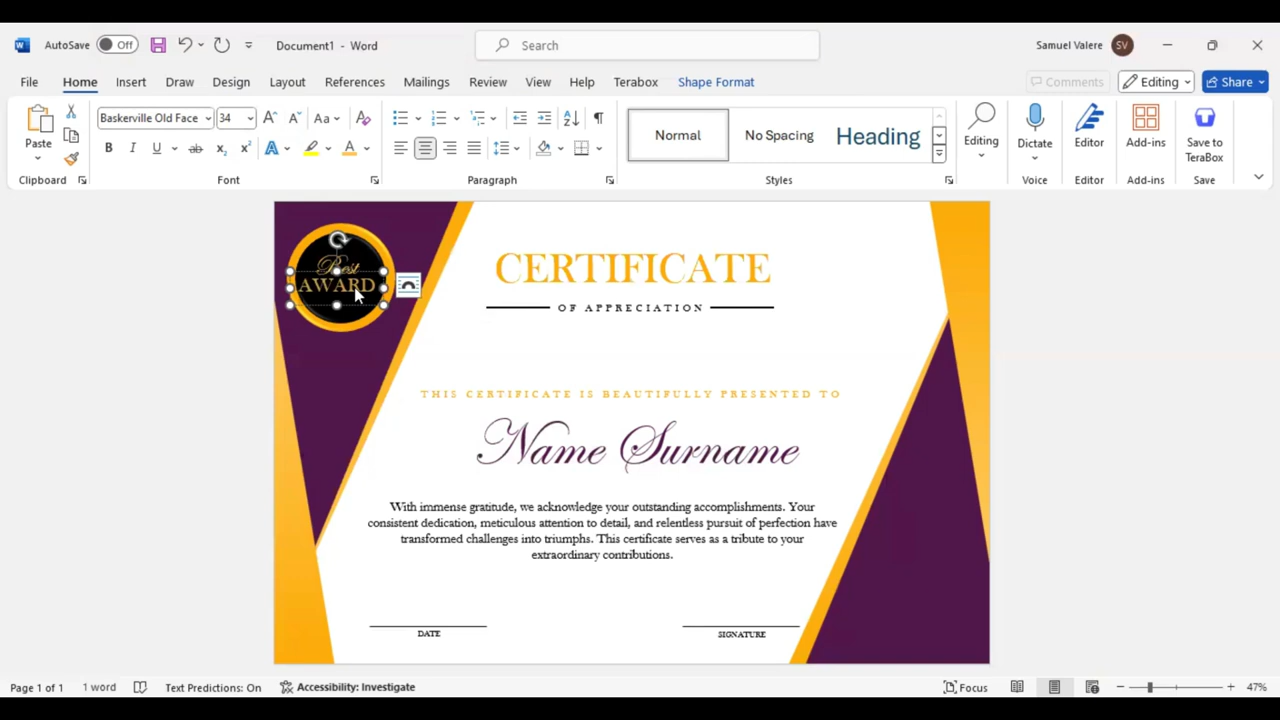 AutoSave Off Document1 - Word Search Samuel Valere SV
File Home Insert Draw Design Layout References Mailings Review View Help Terabox Shape Format Comments Editing Share
Baskerville Old Face 34 Aa
Paste B I U ab x2 x2 A A
Normal No Spacing Heading
Editing Dictate Editor Add-ins Save to TeraBox
Clipboard Font Paragraph Styles Voice Editor Add-ins Save
Best
AWARD
CERTIFICATE
OF APPRECIATION
THIS CERTIFICATE IS BEAUTIFULLY PRESENTED TO
Name Surname
With immense gratitude, we acknowledge your outstanding accomplishments. Your
consistent dedication, meticulous attention to detail, and relentless pursuit of perfection have
transformed challenges into triumphs. This certificate serves as a tribute to your
extraordinary contributions.
DATE SIGNATURE
Page 1 of 1 1 word Text Predictions: On Accessibility: Investigate Focus 47%